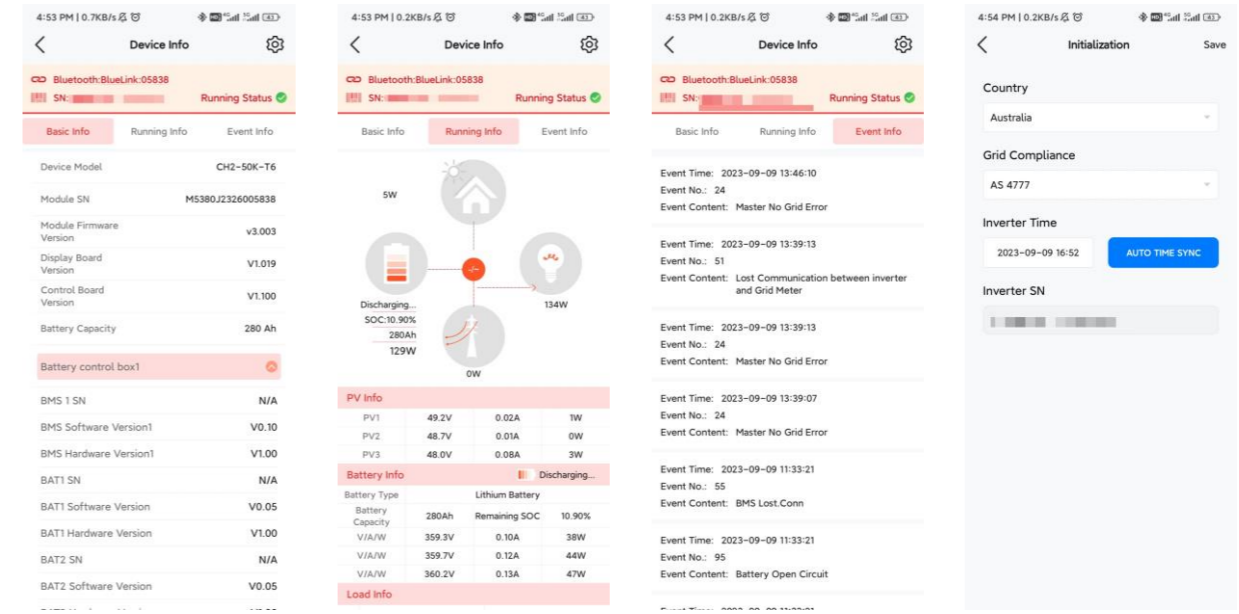 4:53 PM | 0.7KB/s
Device Info
Bluetooth:BlueLink:05838
SN:
Running Status
Basic Info Running Info Event Info
Device Model CH2-50K-T6
Module SN M5380J2326005838
Module Firmware
Version v3.003
Display Board
Version V1.019
Control Board
Version V1.100
Battery Capacity 280 Ah
Battery control box1
BMS 1 SN N/A
BMS Software Version1 V0.10
BMS Hardware Version1 V1.00
BAT1 SN N/A
BAT1 Software
Version V0.05
BAT1 Hardware Version V1.00
BAT2 SN N/A
BAT2 Software Version V0.05
4:53 PM | 0.2KB/s
Device Info
Bluetooth:BlueLink:05838
SN:
Running Status
Basic Info Running Info Event Info
5W
Discharging...
SOC:10.90%
280Ah
129W
134W
0W
PV Info
PV1 49.2V 0.02A 1W
PV2 48.7V 0.01A 0W
PV3 48.0V 0.08A 3W
Battery Info Discharging...
Battery Type Lithium Battery
Battery
Capacity 280Ah Remaining SOC 10.90%
V/A/W 359.3V 0.10A 38W
V/A/W 359.7V 0.12A 44W
V/A/W 360.2V 0.13A 47W
Load Info
4:53 PM | 0.2KB/s
Device Info
Bluetooth:BlueLink:05838
SN:
Running Status
Basic Info Running Info Event Info
Event Time: 2023-09-09 13:46:10
Event No.: 24
Event Content: Master No Grid Error
Event Time: 2023-09-09 13:39:13
Event No.: 51
Event Content: Lost Communication between inverter
and Grid Meter
Event Time: 2023-09-09 13:39:13
Event No.: 24
Event Content: Master No Grid Error
Event Time: 2023-09-09 13:39:07
Event No.: 24
Event Content: Master No Grid Error
Event Time: 2023-09-09 11:33:21
Event No.: 55
Event Content: BMS Lost.Conn
Event Time: 2023-09-09 11:33:21
Event No.: 95
Event Content: Battery Open Circuit
4:54 PM | 0.2KB/s
Initialization
Save
Country
Australia
Grid Compliance
AS 4777
Inverter Time
2023-09-09 16:52 AUTO TIME SYNC
Inverter SN